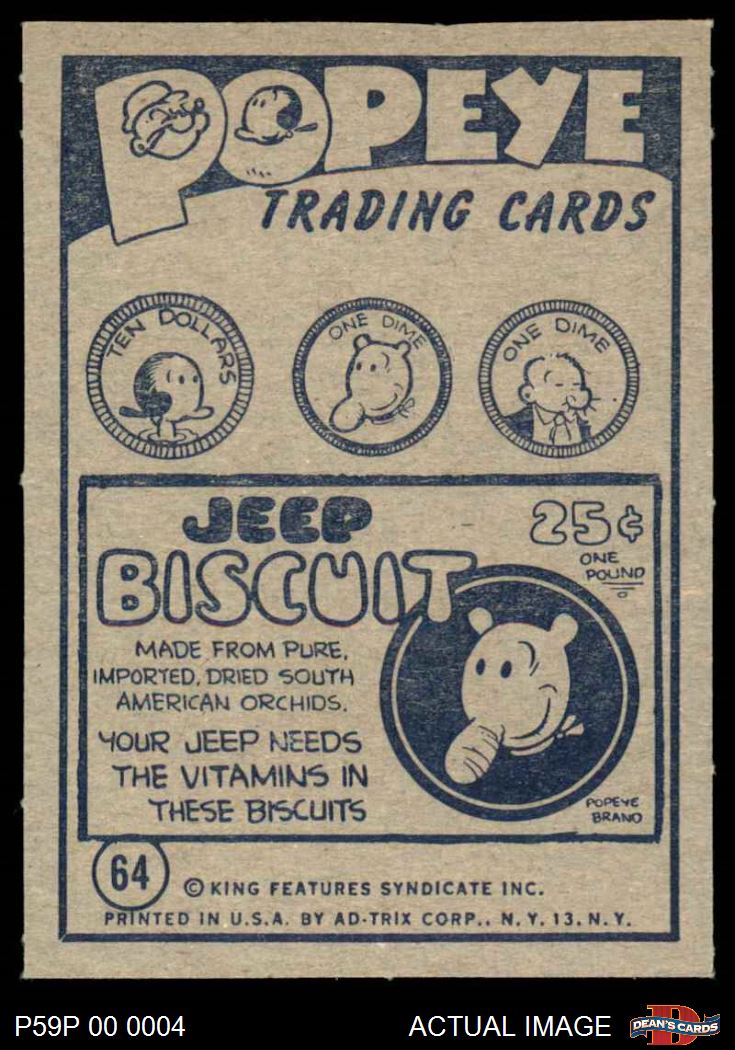 POPEYE
TRADING CARDS
TEN DOLLARS
ONE DIME
ONE DIME
JEEP
BISCUIT
25¢
ONE
POUND
MADE FROM PURE,
IMPORTED, DRIED SOUTH
AMERICAN ORCHIDS.
YOUR JEEP NEEDS
THE VITAMINS IN
THESE BISCUITS
POPEYE
BRAND
64
© KING FEATURES SYNDICATE INC.
PRINTED IN U.S.A. BY AD-TRIX CORP., N.Y. 13, N.Y.
P59P 00 0004
ACTUAL IMAGE
D
DEAN'S CARDS